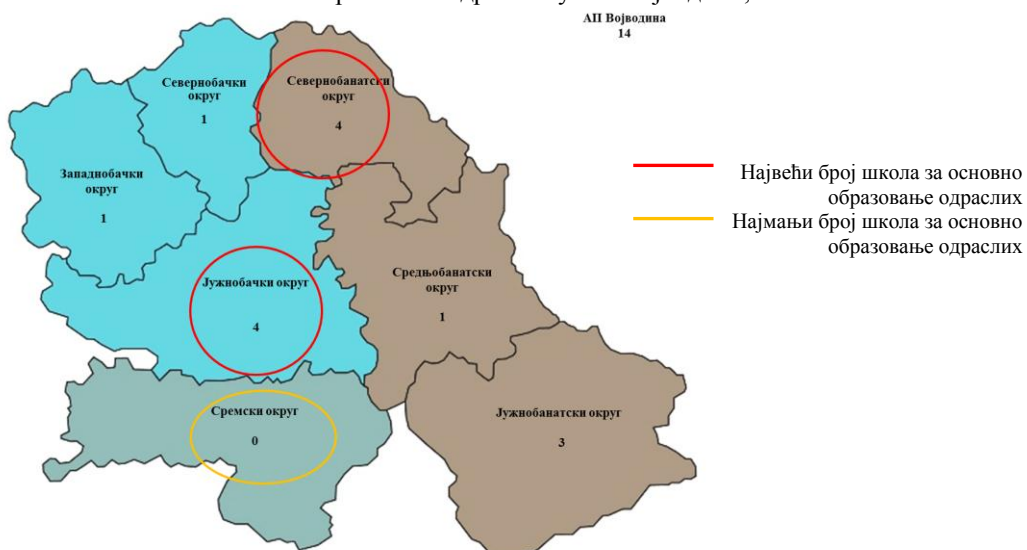 АП Војводина
14
Севернобачки
округ
1
Севернобанатски
округ
4
Западнобачки
округ
1
Највећи број школа за основно
образовање одраслих
Најмањи број школа за основно
образовање одраслих
Јужнобачки округ
4
Средњобанатски
округ
1
Сремски округ
0
Јужнобанатски округ
3